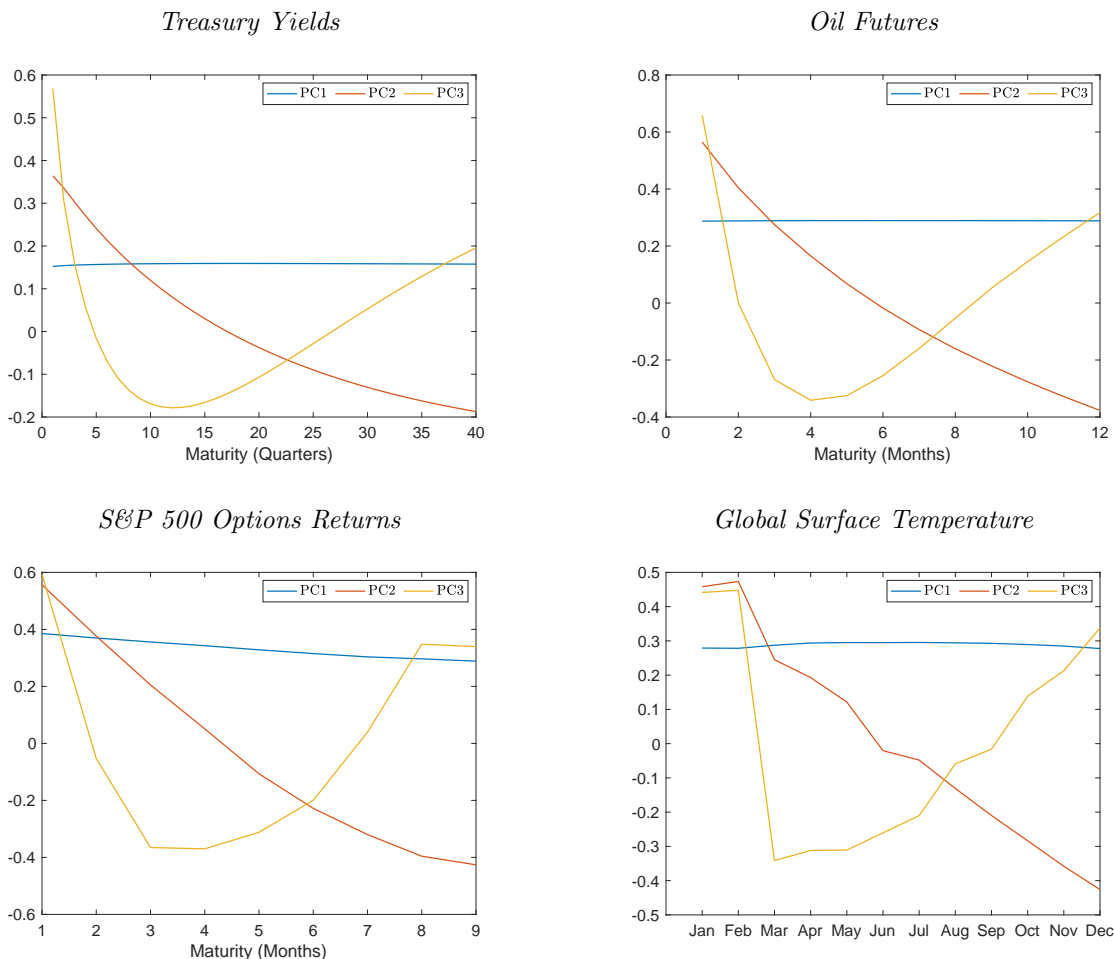 Treasury Yields
PC1 PC2 PC3
0.6
0.5
0.4
0.3
0.2
0.1
0
-0.1
-0.2
0 5 10 15 20 25 30 35 40
Maturity (Quarters)
Oil Futures
PC1 PC2 PC3
0.8
0.6
0.4
0.2
0
-0.2
-0.4
0 2 4 6 8 10 12
Maturity (Months)
S&P 500 Options Returns
PC1 PC2 PC3
0.6
0.4
0.2
0
-0.2
-0.4
-0.6
1 2 3 4 5 6 7 8 9
Maturity (Months)
Global Surface Temperature
PC1 PC2 PC3
0.5
0.4
0.3
0.2
0.1
0
-0.1
-0.2
-0.3
-0.4
-0.5
Jan Feb Mar Apr May Jun Jul Aug Sep Oct Nov Dec